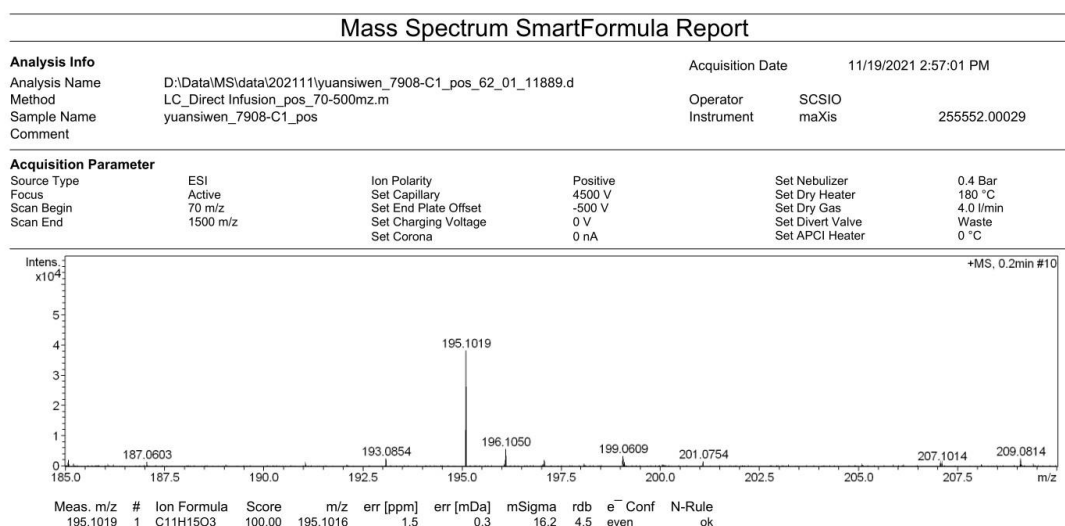 Mass Spectrum SmartFormula Report
Analysis Info
Acquisition Date 11/19/2021 2:57:01 PM
Analysis Name D:\Data\MS\data\202111\yuansiwen_7908-C1_pos_62_01_11889.d
Method LC_Direct Infusion_pos_70-500mz.m
Operator SCSIO
Sample Name yuansiwen_7908-C1_pos
Instrument maXis 255552.00029
Comment
Acquisition Parameter
Source Type ESI Ion Polarity Positive Set Nebulizer 0.4 Bar
Focus Active Set Capillary 4500 V Set Dry Heater 180 °C
Scan Begin 70 m/z Set End Plate Offset -500 V Set Dry Gas 4.0 l/min
Scan End 1500 m/z Set Charging Voltage 0 V Set Divert Valve Waste
Set Corona 0 nA Set APCI Heater 0 °C
Intens.
x10⁴
+MS, 0.2min #10
5
4
195.1019
3
2
1
187.0603 193.0854 196.1050 199.0609 201.0754 207.1014 209.0814
0
185.0 187.5 190.0 192.5 195.0 197.5 200.0 202.5 205.0 207.5 m/z
Meas. m/z # Ion Formula Score m/z err [ppm] err [mDa] mSigma rdb e⁻ Conf N-Rule
195.1019 1 C11H15O3 100.00 195.1016 1.5 0.3 16.2 4.5 even ok